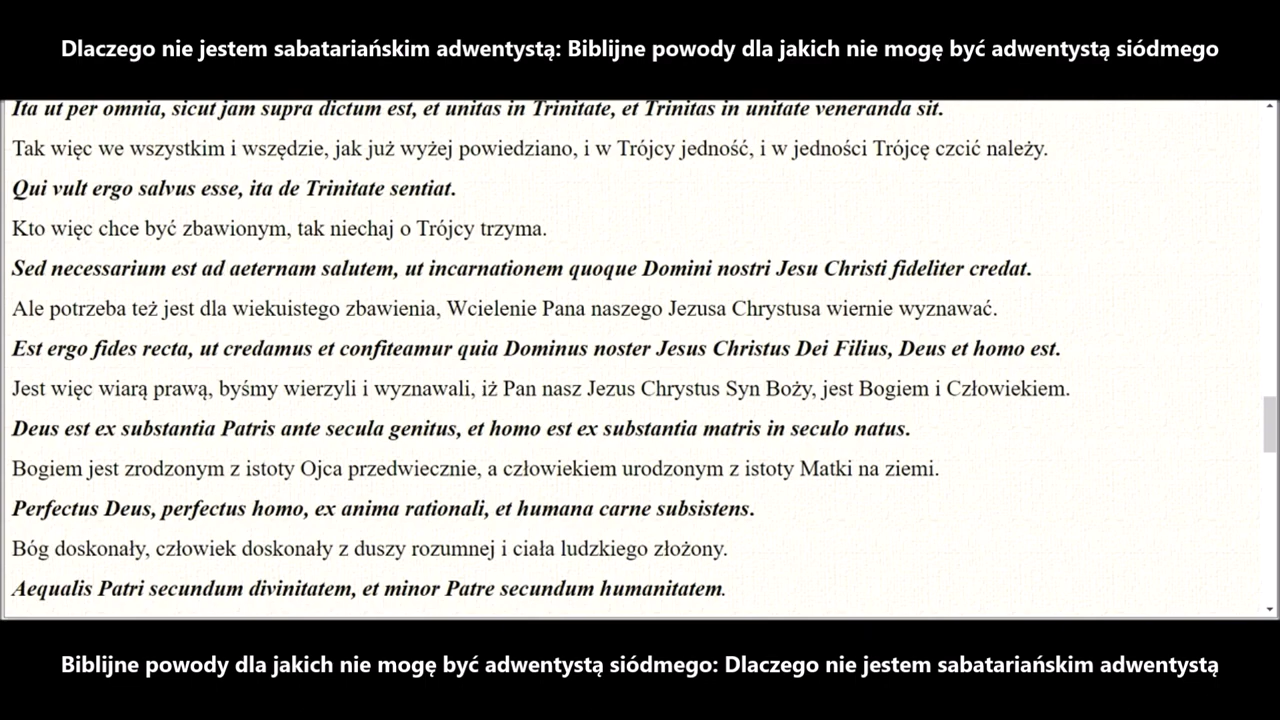 Dlaczego nie jestem sabatariańskim adwentystą: Biblijne powody dla jakich nie mogę być adwentystą siódmego
Ita ut per omnia, sicut jam supra dictum est, et unitas in Trinitate, et Trinitas in unitate veneranda sit.
Tak więc we wszystkim i wszędzie, jak już wyżej powiedziano, i w Trójcy jedność, i w jedności Trójcę czcić należy.
Qui vult ergo salvus esse, ita de Trinitate sentiat.
Kto więc chce być zbawionym, tak niechaj o Trójcy trzyma.
Sed necessarium est ad aeternam salutem, ut incarnationem quoque Domini nostri Jesu Christi fideliter credat.
Ale potrzeba też jest dla wiekuistego zbawienia, Wcielenie Pana naszego Jezusa Chrystusa wiernie wyznawać.
Est ergo fides recta, ut credamus et confiteamur quia Dominus noster Jesus Christus Dei Filius, Deus et homo est.
Jest więc wiarą prawą, byśmy wierzyli i wyznawali, iż Pan nasz Jezus Chrystus Syn Boży, jest Bogiem i Człowiekiem.
Deus est ex substantia Patris ante secula genitus, et homo est ex substantia matris in seculo natus.
Bogiem jest zrodzonym z istoty Ojca przedwiecznie, a człowiekiem urodzonym z istoty Matki na ziemi.
Perfectus Deus, perfectus homo, ex anima rationali, et humana carne subsistens.
Bóg doskonały, człowiek doskonały z duszy rozumnej i ciała ludzkiego złożony.
Aequalis Patri secundum divinitatem, et minor Patre secundum humanitatem.
Biblijne powody dla jakich nie mogę być adwentystą siódmego: Dlaczego nie jestem sabatariańskim adwentystą